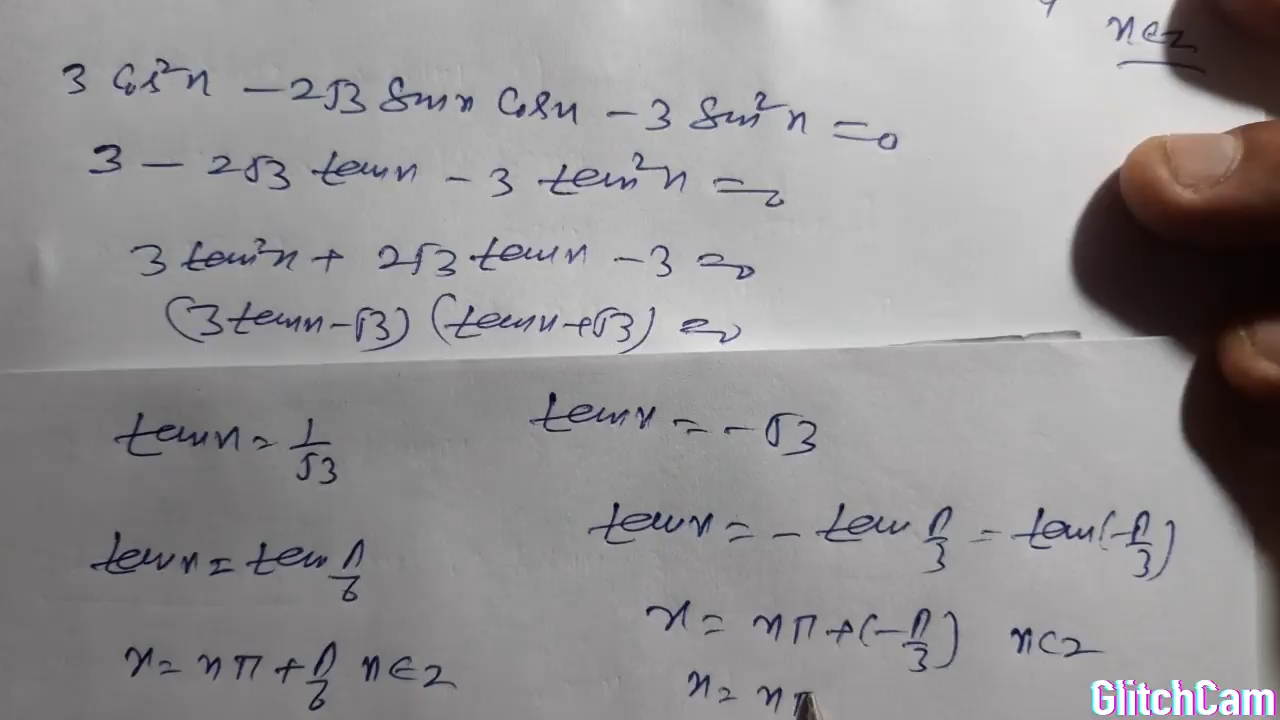 n∈z
3 Cos²x − 2√3 Sinx Cosx − 3 Sin²x = 0
3 − 2√3 tanx − 3 tan²x = 0
3 tan²x + 2√3 tanx − 3 = 0
(3tanx − √3) (tanx + √3) = 0
tanx = 1/√3 tanx = −√3
tanx = tan π/6 tanx = − tan π/3 = tan(−π/3)
x = nπ + π/6 n∈z x = nπ + (−π/3) n∈z
x = nπ
GlitchCam